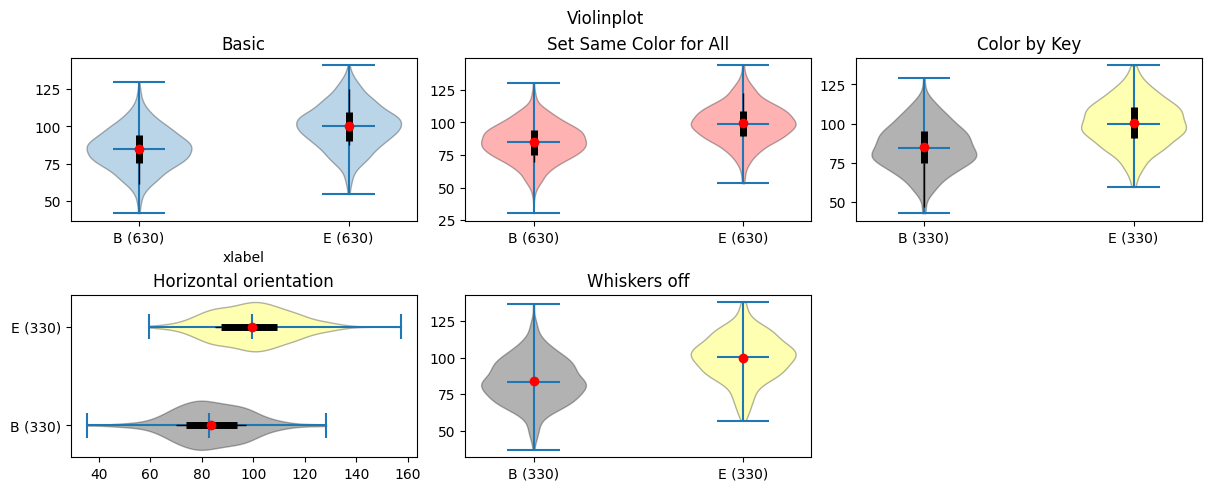 Violinplot
Basic
125
100
75
50
B (630)
E (630)
xlabel
Set Same Color for All
125
100
75
50
25
B (630)
E (630)
Color by Key
125
100
75
50
B (330)
E (330)
Horizontal orientation
E (330)
B (330)
40
60
80
100
120
140
160
Whiskers off
125
100
75
50
B (330)
E (330)